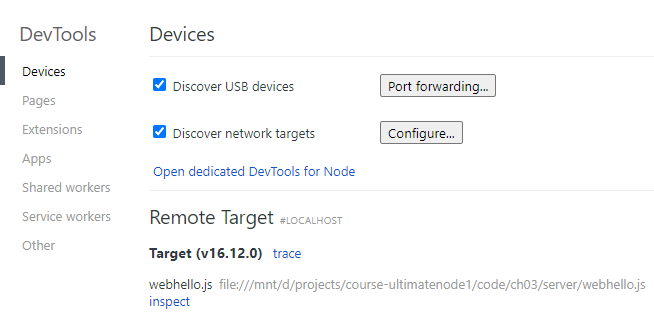 DevTools
Devices
Pages
Extensions
Apps
Shared workers
Service workers
Other
Devices
Discover USB devices
Port forwarding...
Discover network targets
Configure...
Open dedicated DevTools for Node
Remote Target #LOCALHOST
Target (v16.12.0) trace
webhello.js file:///mnt/d/projects/course-ultimatenode1/code/ch03/server/webhello.js
inspect